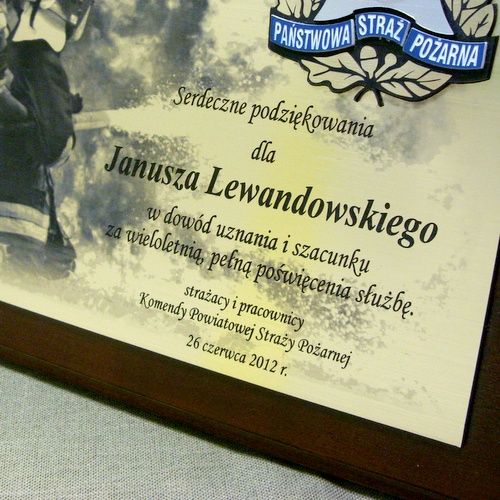 PAŃSTWOWA STRAŻ POŻARNA
Serdeczne podziękowania
dla
Janusza Lewandowskiego
w dowód uznania i szacunku
za wieloletnią, pełną poświęcenia służbę.
strażacy i pracownicy
Komendy Powiatowej Straży Pożarnej
26 czerwca 2012 r.